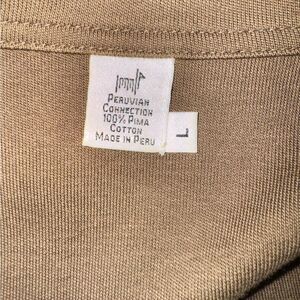 PERUVIAN
CONNECTION
100% PIMA
COTTON
MADE IN PERU
L